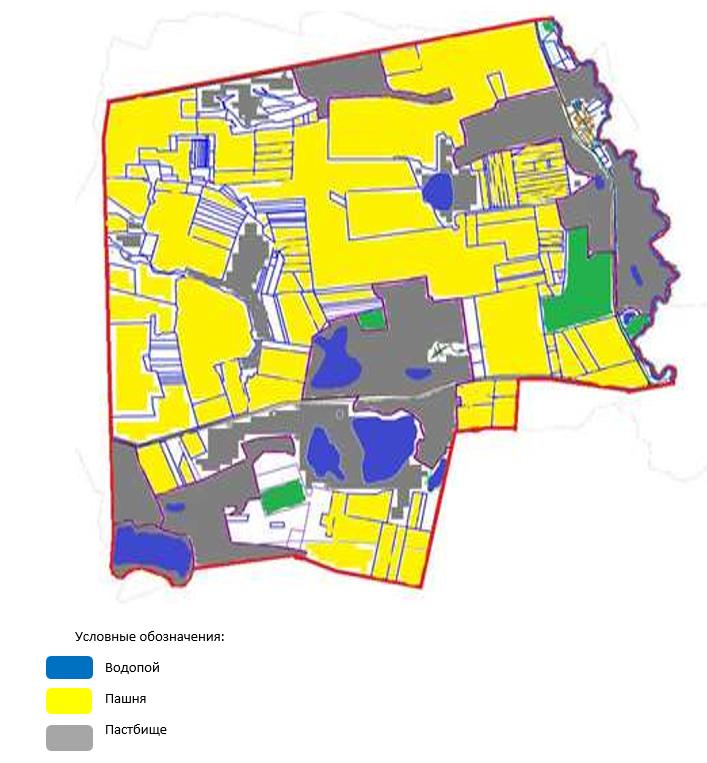 Условные обозначения:
Водопой
Пашня
Пастбище